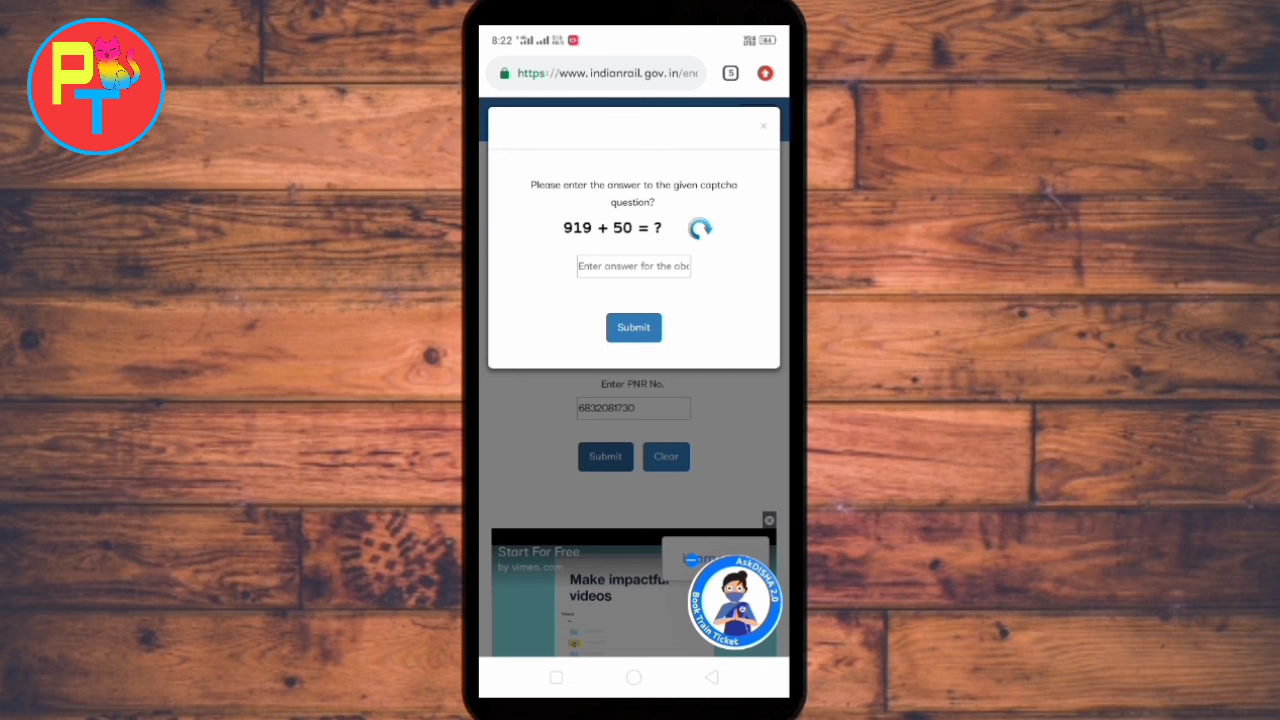 PT
8:22
https://www.indianrail.gov.in/enc
5
×
Please enter the answer to the given captcha
question?
919 + 50 = ?
Enter answer for the abo
Submit
Enter PNR No.
6832081730
Submit
Clear
Start For Free
by vimeo.com
Make impactful
videos
AskDISHA 2.0
Book Train Ticket